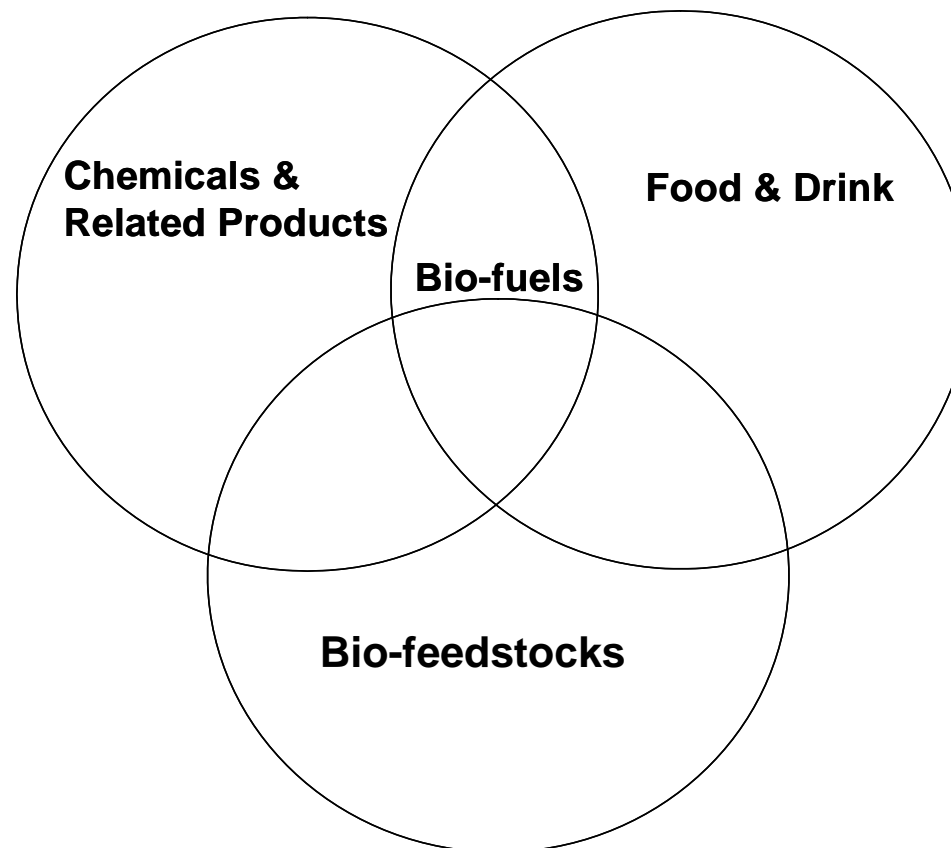 Chemicals &
Related Products
Food & Drink
Bio-fuels
Bio-feedstocks